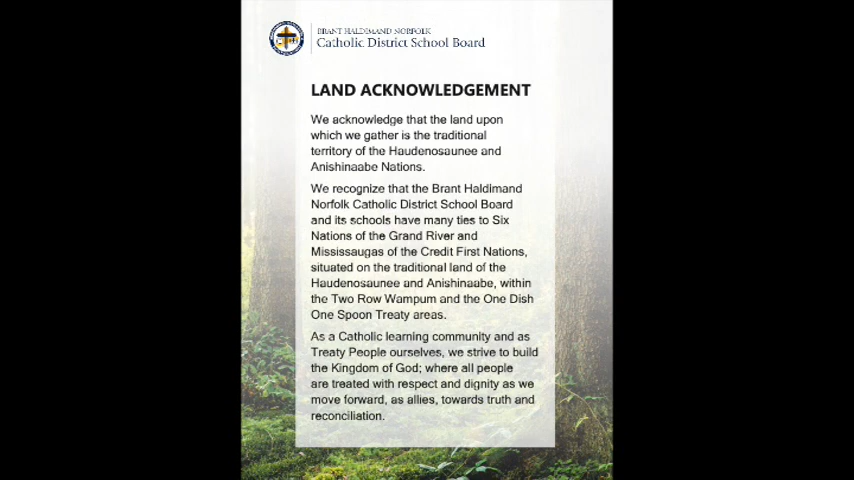 BRANT HALDIMAND NORFOLK
Catholic District School Board
LAND ACKNOWLEDGEMENT
We acknowledge that the land upon
which we gather is the traditional
territory of the Haudenosaunee and
Anishinaabe Nations.
We recognize that the Brant Haldimand
Norfolk Catholic District School Board
and its schools have many ties to Six
Nations of the Grand River and
Mississaugas of the Credit First Nations,
situated on the traditional land of the
Haudenosaunee and Anishinaabe, within
the Two Row Wampum and the One Dish
One Spoon Treaty areas.
As a Catholic learning community and as
Treaty People ourselves, we strive to build
the Kingdom of God; where all people
are treated with respect and dignity as we
move forward, as allies, towards truth and
reconciliation.